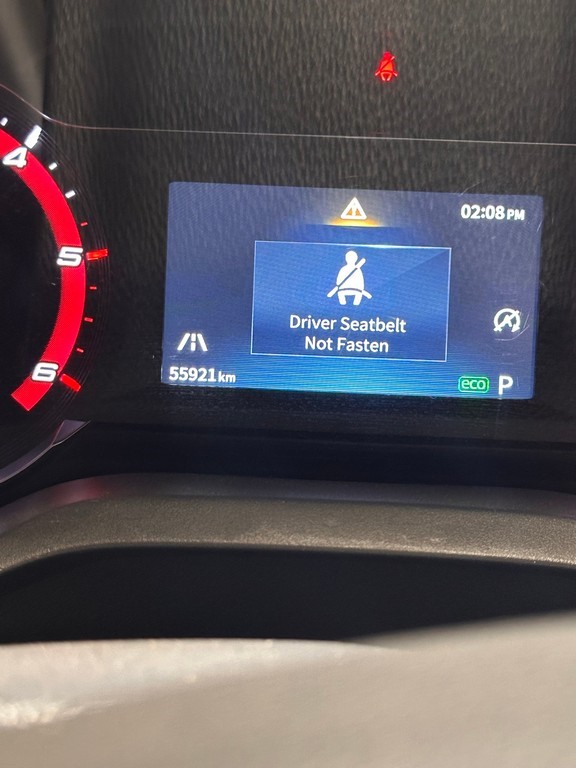 4
5
6
02:08 PM
Driver Seatbelt
Not Fasten
55921 km
eco P